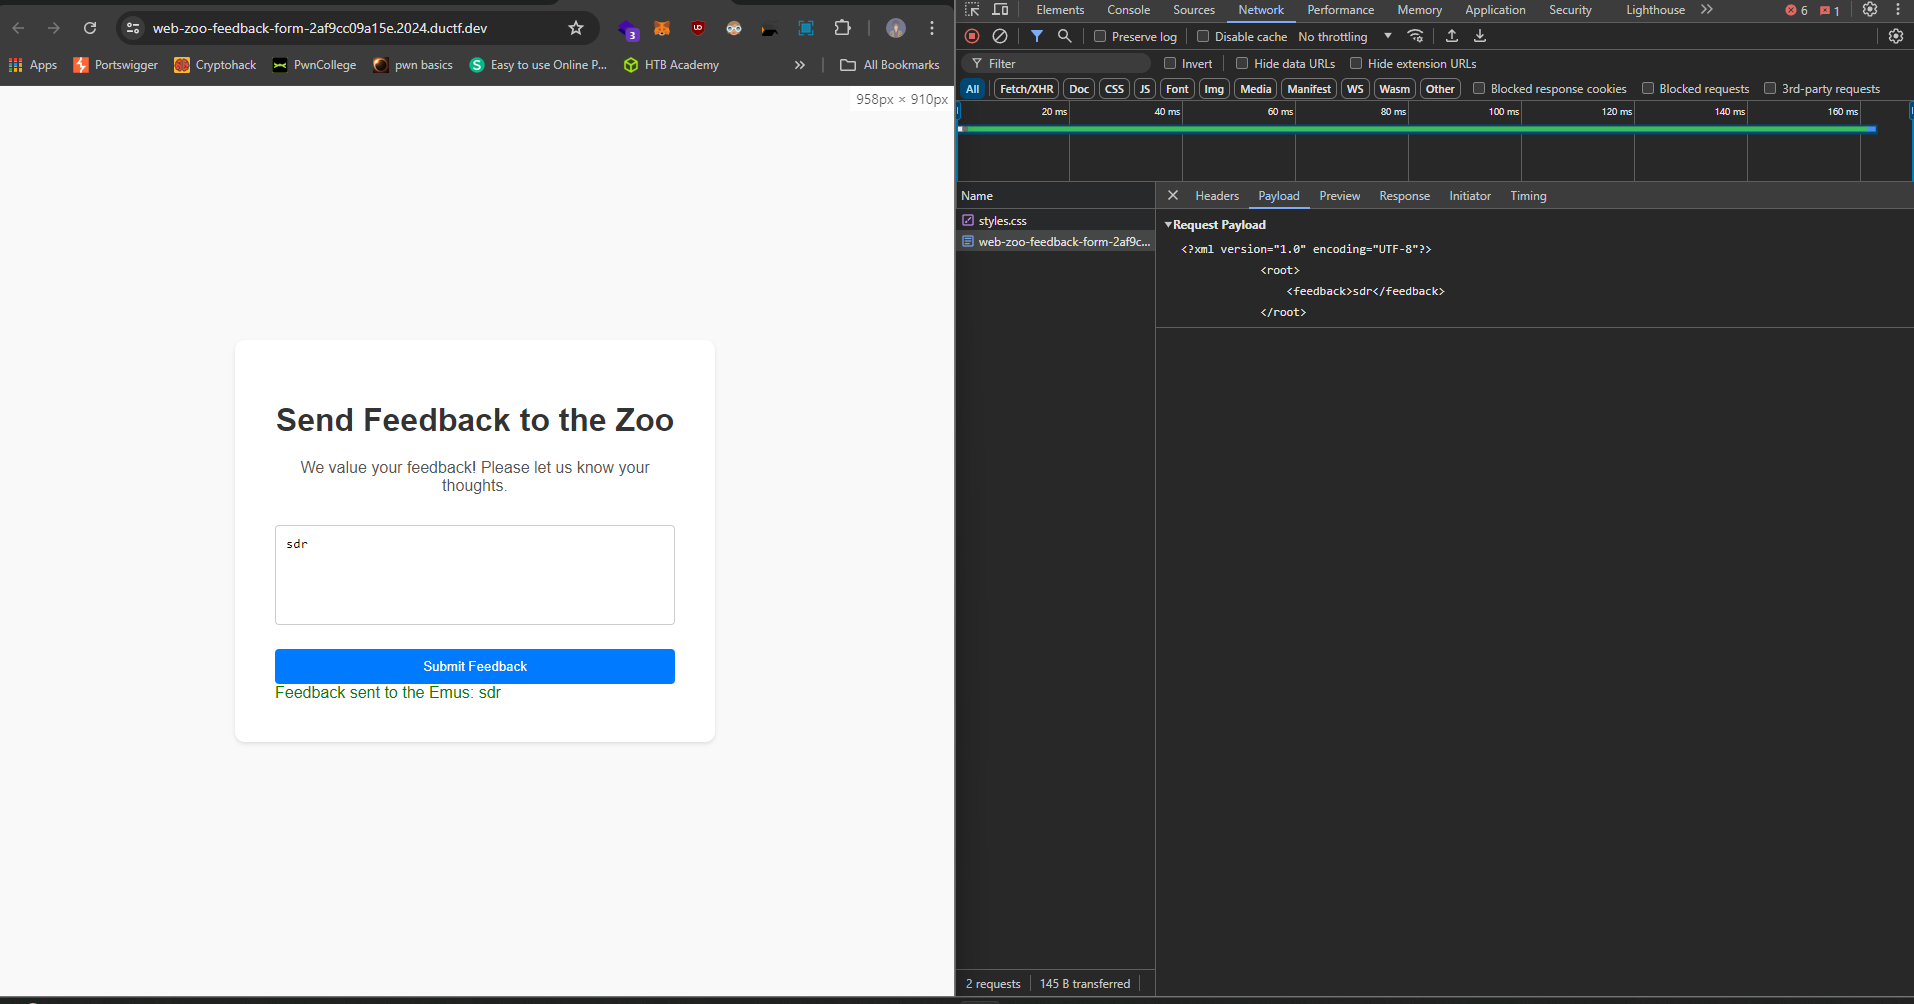 web-zoo-feedback-form-2af9cc09a15e.2024.ductf.dev
3
Apps
Portswigger
Cryptohack
PwnCollege
pwn basics
Easy to use Online P...
HTB Academy
»
All Bookmarks
958px × 910px
Send Feedback to the Zoo
We value your feedback! Please let us know your
thoughts.
sdr
Submit Feedback
Feedback sent to the Emus: sdr
Elements Console Sources Network Performance Memory Application Security Lighthouse » 6 1
Preserve log Disable cache No throttling
Filter Invert Hide data URLs Hide extension URLs
All Fetch/XHR Doc CSS JS Font Img Media Manifest WS Wasm Other Blocked response cookies Blocked requests 3rd-party requests
20 ms 40 ms 60 ms 80 ms 100 ms 120 ms 140 ms 160 ms
Name
styles.css
web-zoo-feedback-form-2af9c...
Headers Payload Preview Response Initiator Timing
Request Payload
<?xml version="1.0" encoding="UTF-8"?>
<root>
<feedback>sdr</feedback>
</root>
2 requests 145 B transferred